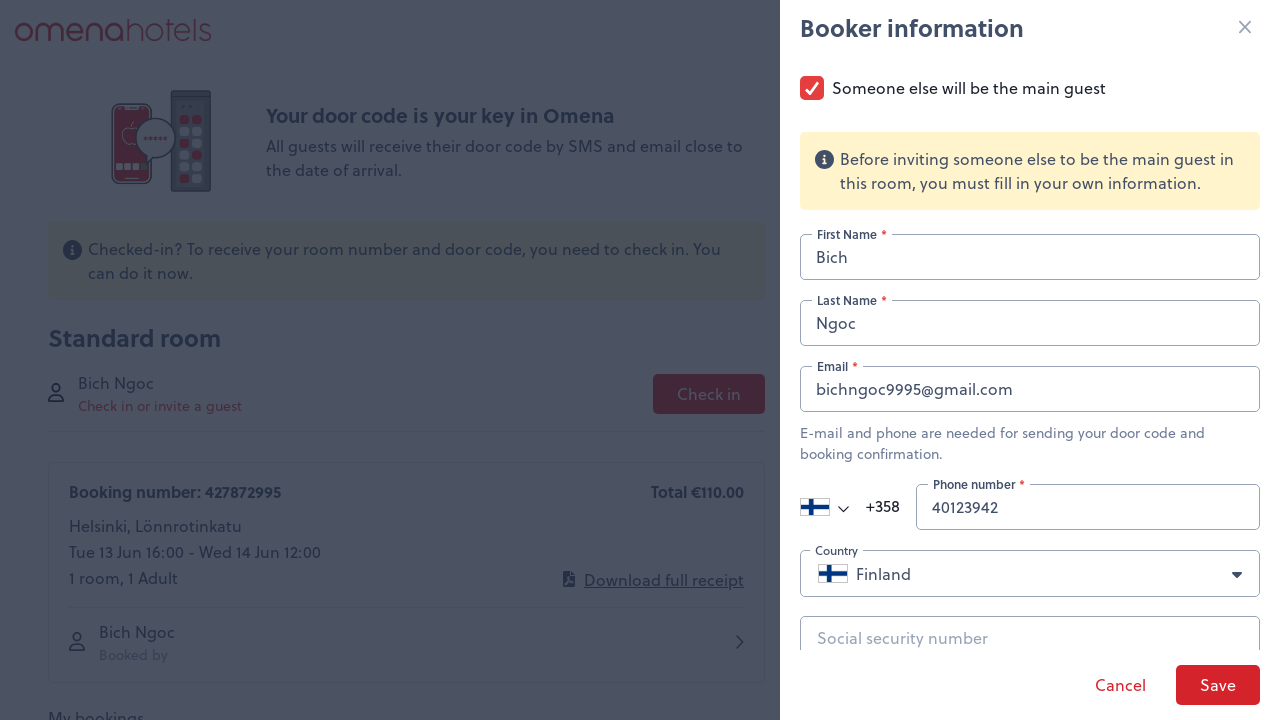 omenahotels
Your door code is your key in Omena
All guests will receive their door code by SMS and email close to
the date of arrival.
Checked-in? To receive your room number and door code, you need to check in. You
can do it now.
Standard room
Bich Ngoc
Check in or invite a guest
Check in
Booking number: 427872995
Total €110.00
Helsinki, Lönnrotinkatu
Tue 13 Jun 16:00 - Wed 14 Jun 12:00
1 room, 1 Adult
Download full receipt
Bich Ngoc
Booked by
My bookings
Booker information
Someone else will be the main guest
Before inviting someone else to be the main guest in
this room, you must fill in your own information.
First Name *
Bich
Last Name *
Ngoc
Email *
bichngoc9995@gmail.com
E-mail and phone are needed for sending your door code and
booking confirmation.
+358
Phone number *
40123942
Country
Finland
Social security number
Cancel
Save